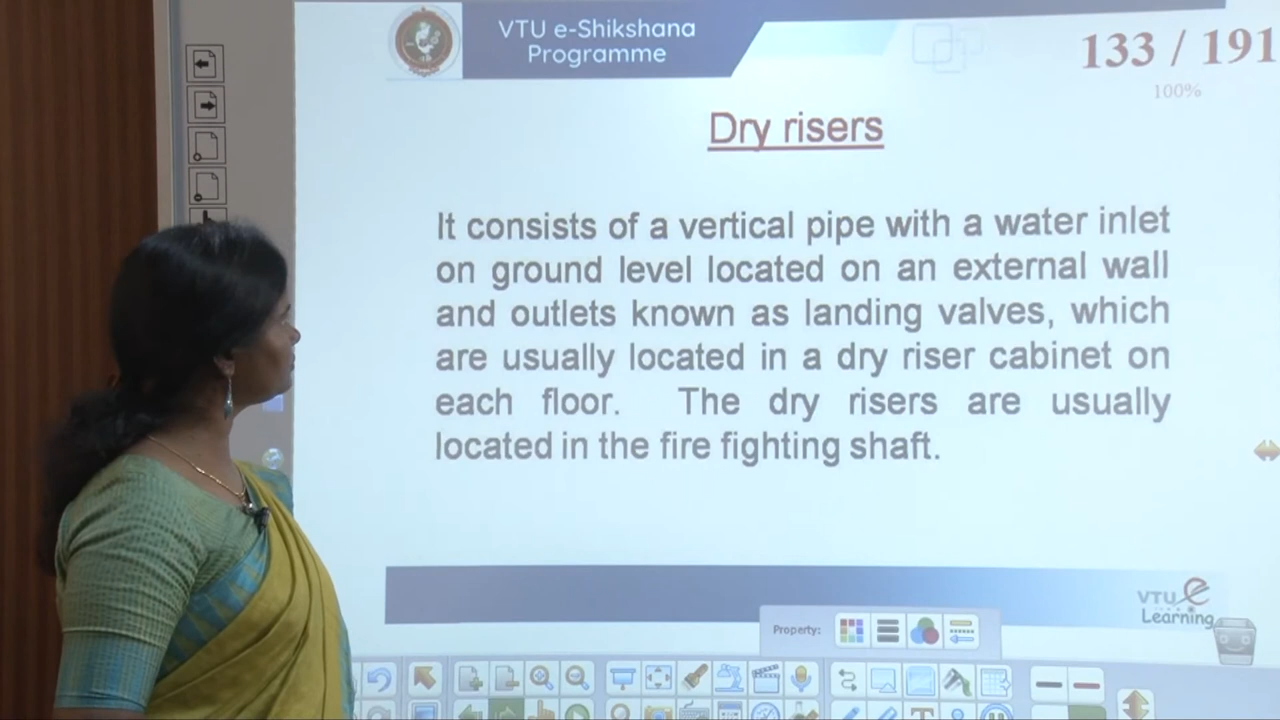 VTU e-Shikshana
Programme
133 / 191
100%
Dry risers
It consists of a vertical pipe with a water inlet
on ground level located on an external wall
and outlets known as landing valves, which
are usually located in a dry riser cabinet on
each floor. The dry risers are usually
located in the fire fighting shaft.
VTU e
Learning
Property: